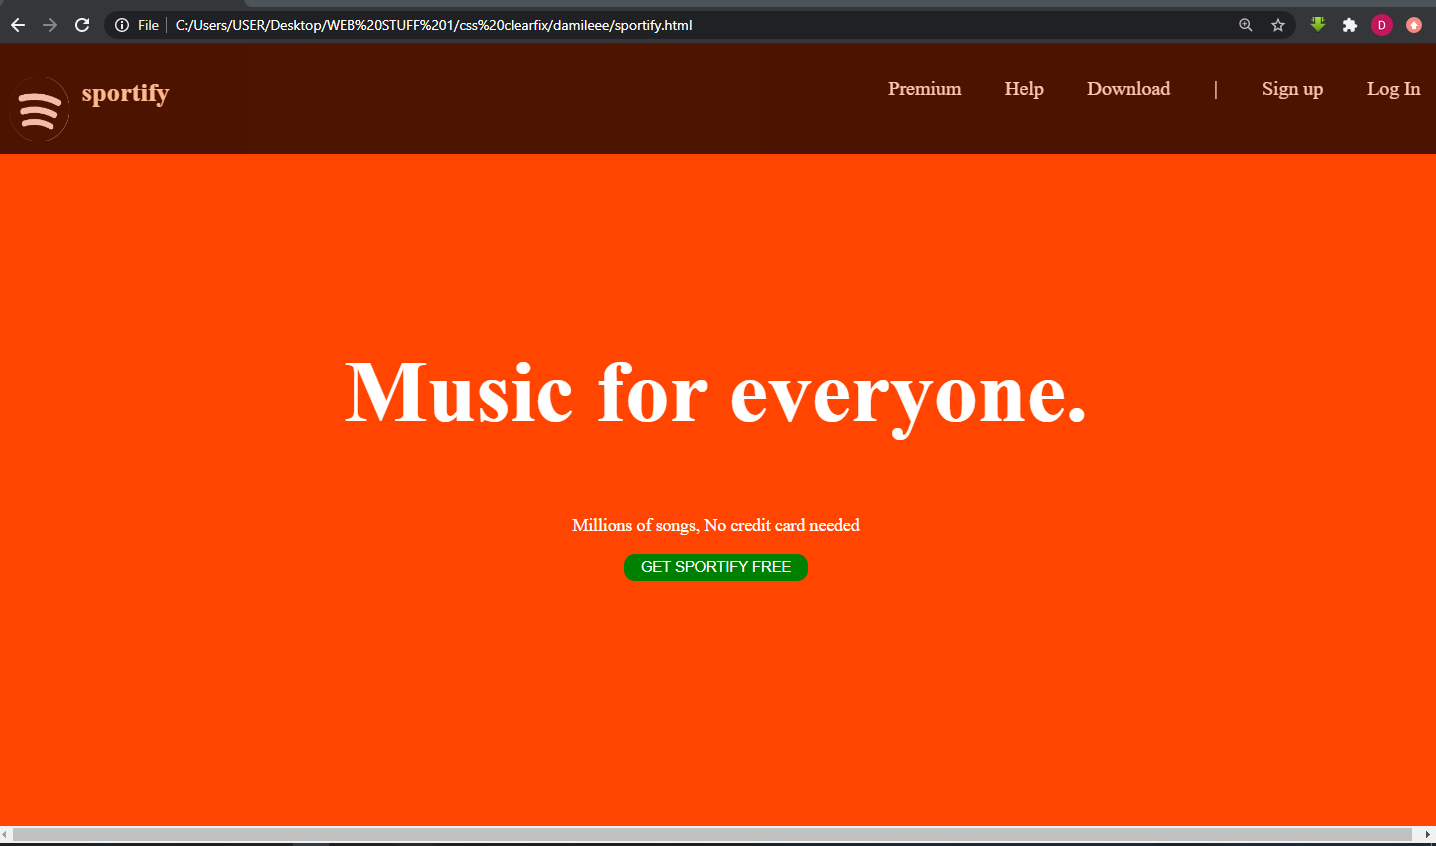 File C:/Users/USER/Desktop/WEB%20STUFF%201/css%20clearfix/damileee/sportify.html
D
sportify
Premium Help Download | Sign up Log In
Music for everyone.
Millions of songs, No credit card needed
GET SPORTIFY FREE